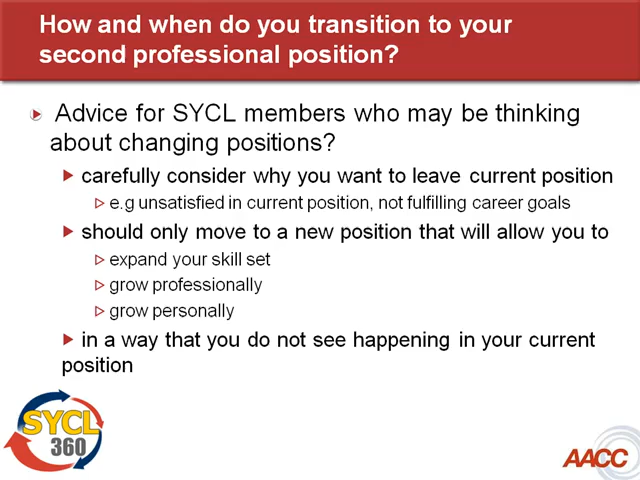 How and when do you transition to your
second professional position?
Advice for SYCL members who may be thinking
about changing positions?
carefully consider why you want to leave current position
e.g unsatisfied in current position, not fulfilling career goals
should only move to a new position that will allow you to
expand your skill set
grow professionally
grow personally
in a way that you do not see happening in your current
position
SYCL
360
AACC